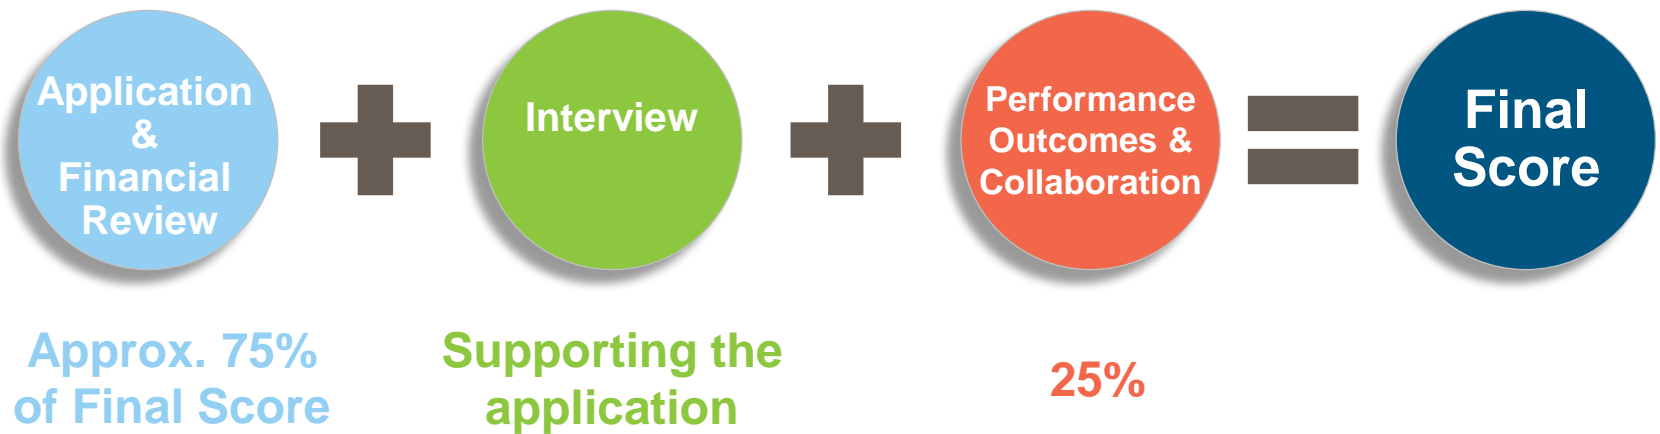 Application
&
Financial
Review
Interview
Performance
Outcomes &
Collaboration
Final
Score
Approx. 75%
of Final Score
Supporting the
application
25%